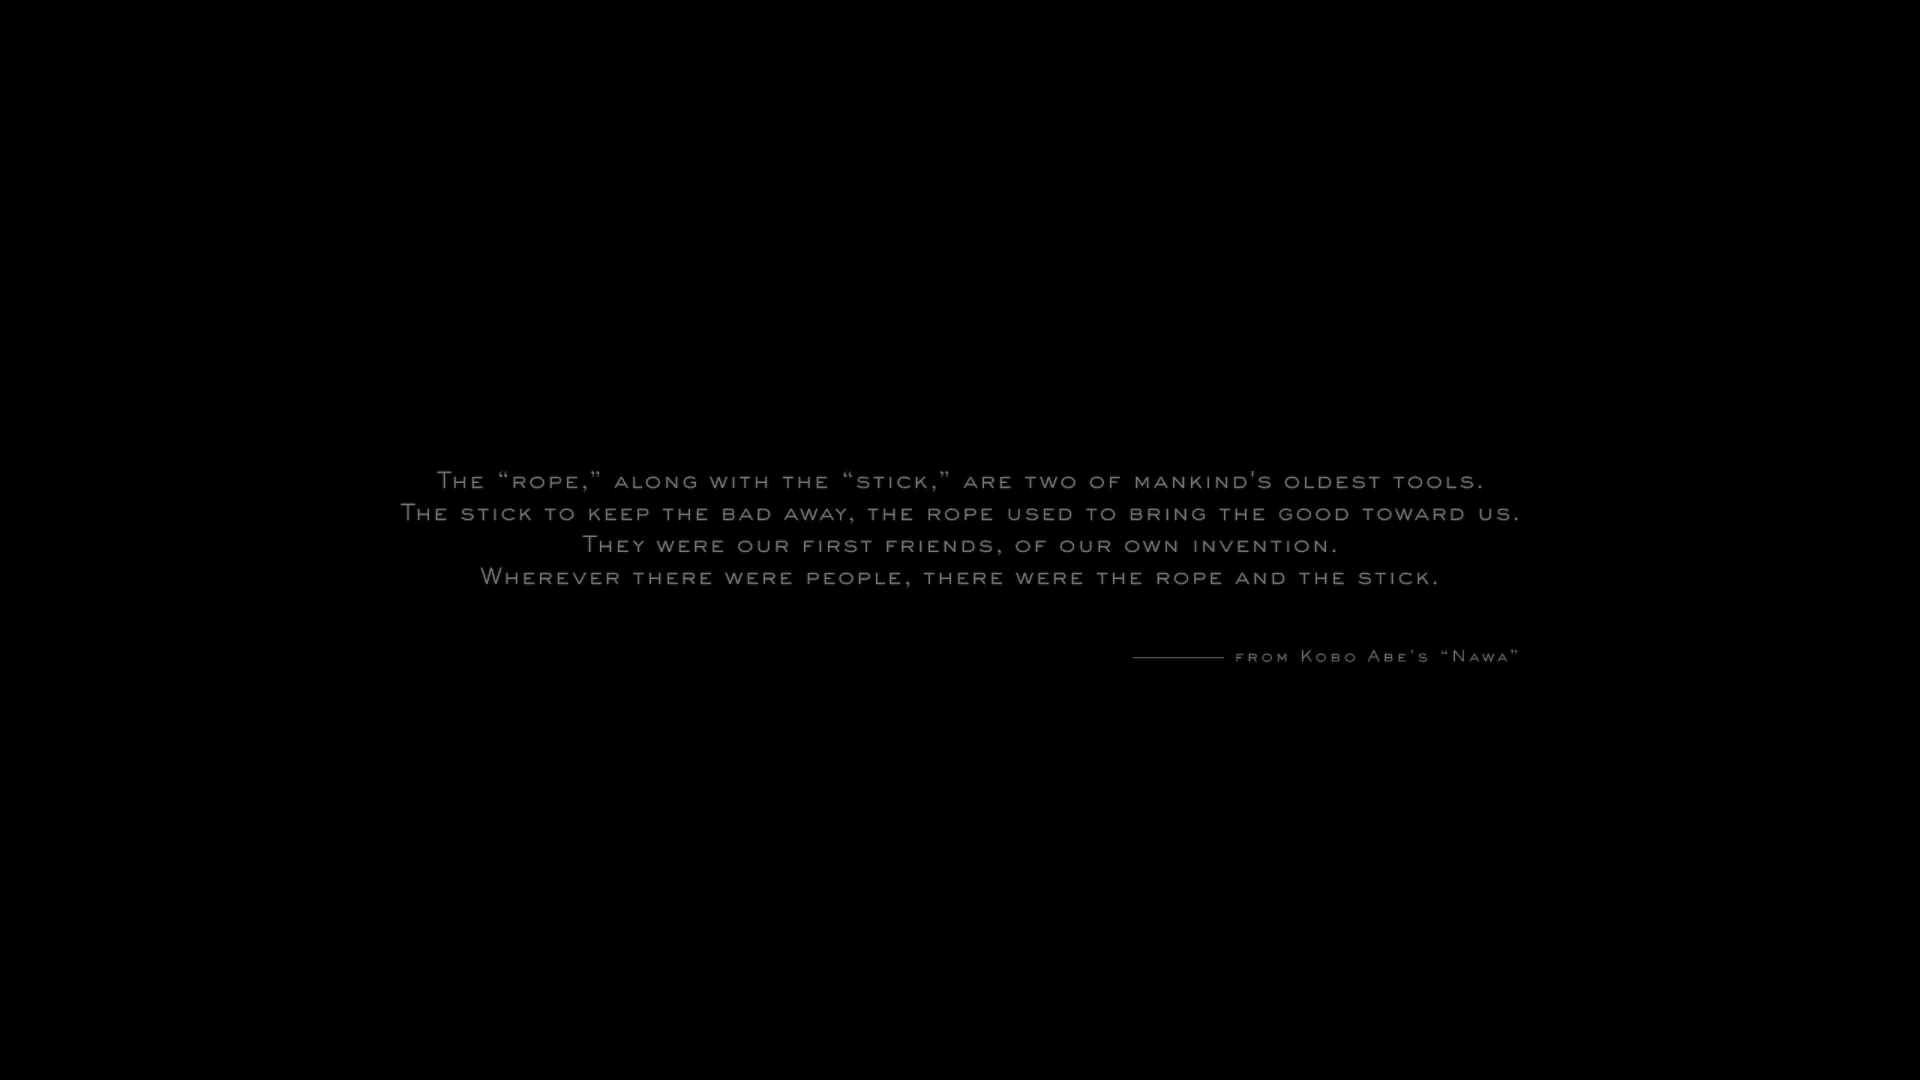 The “rope,” along with the “stick,” are two of mankind's oldest tools.
The stick to keep the bad away, the rope used to bring the good toward us.
They were our first friends, of our own invention.
Wherever there were people, there were the rope and the stick.
from Kobo Abe's “Nawa”